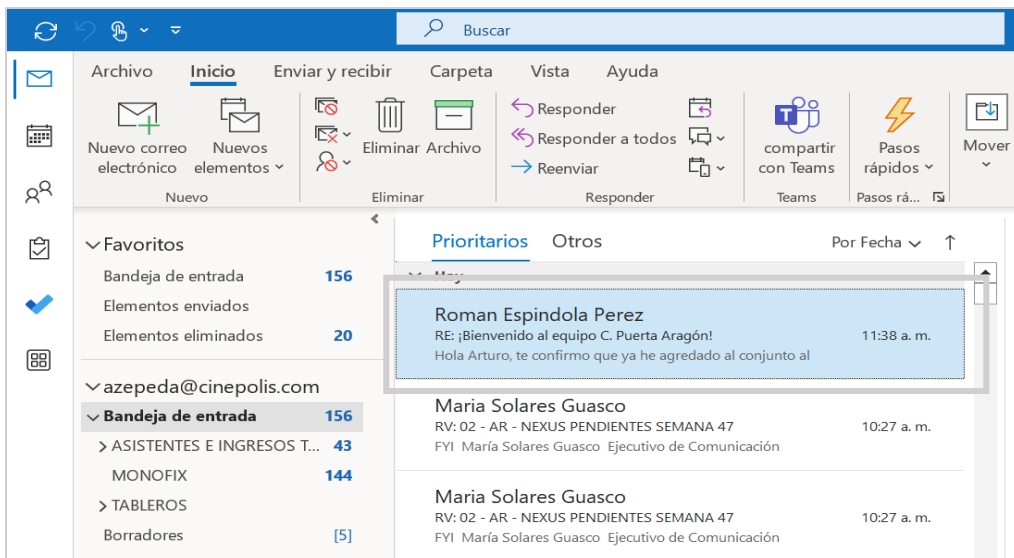 Buscar
Archivo Inicio Enviar y recibir Carpeta Vista Ayuda
Nuevo correo electrónico
Nuevos elementos
Nuevo
Eliminar Archivo
Eliminar
Responder
Responder a todos
Reenviar
Responder
compartir con Teams
Teams
Pasos rápidos
Pasos rá...
Mover
Favoritos
Bandeja de entrada 156
Elementos enviados
Elementos eliminados 20
azepeda@cinepolis.com
Bandeja de entrada 156
ASISTENTES E INGRESOS T... 43
MONOFIX 144
TABLEROS
Borradores [5]
Prioritarios Otros Por Fecha
Hoy
Roman Espindola Perez
RE: ¡Bienvenido al equipo C. Puerta Aragón! 11:38 a. m.
Hola Arturo, te confirmo que ya he agredado al conjunto al
Maria Solares Guasco
RV: 02 - AR - NEXUS PENDIENTES SEMANA 47 10:27 a. m.
FYI María Solares Guasco Ejecutivo de Comunicación
Maria Solares Guasco
RV: 02 - AR - NEXUS PENDIENTES SEMANA 47 10:27 a. m.
FYI María Solares Guasco Ejecutivo de Comunicación